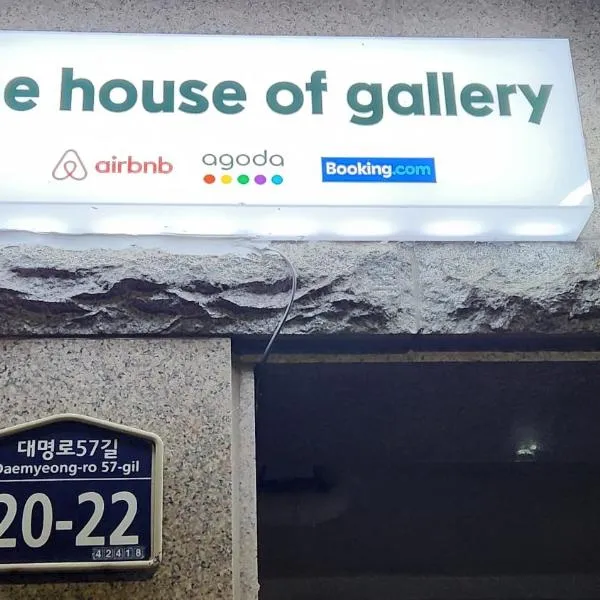 e house of gallery
airbnb agoda Booking.com
대명로57길
Daemyeong-ro 57-gil
20-22
42418